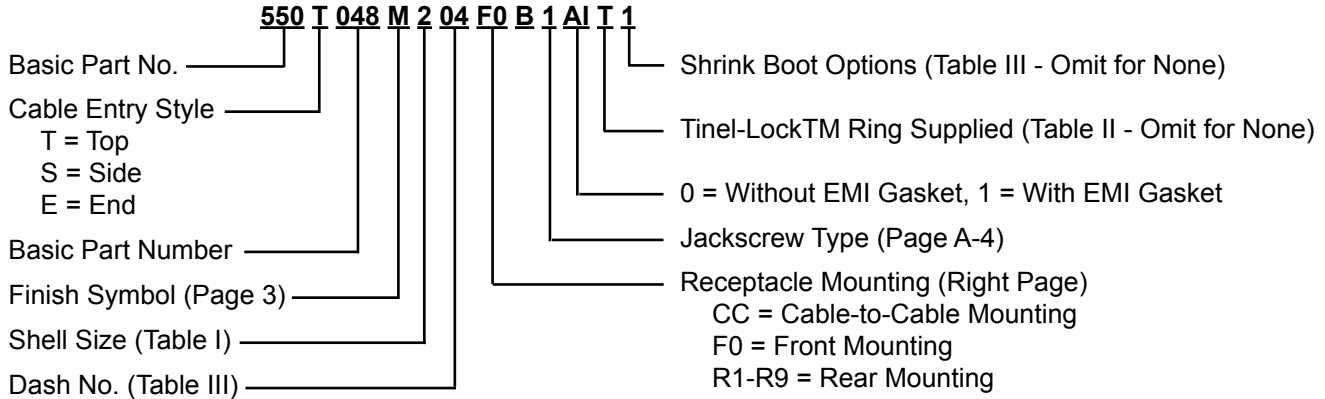 550 T 048 M 2 04 F0 B 1 AI T 1
Basic Part No.
Cable Entry Style
T = Top
S = Side
E = End
Basic Part Number
Finish Symbol (Page 3)
Shell Size (Table I)
Dash No. (Table III)
Shrink Boot Options (Table III - Omit for None)
Tinel-LockTM Ring Supplied (Table II - Omit for None)
0 = Without EMI Gasket, 1 = With EMI Gasket
Jackscrew Type (Page A-4)
Receptacle Mounting (Right Page)
CC = Cable-to-Cable Mounting
F0 = Front Mounting
R1-R9 = Rear Mounting